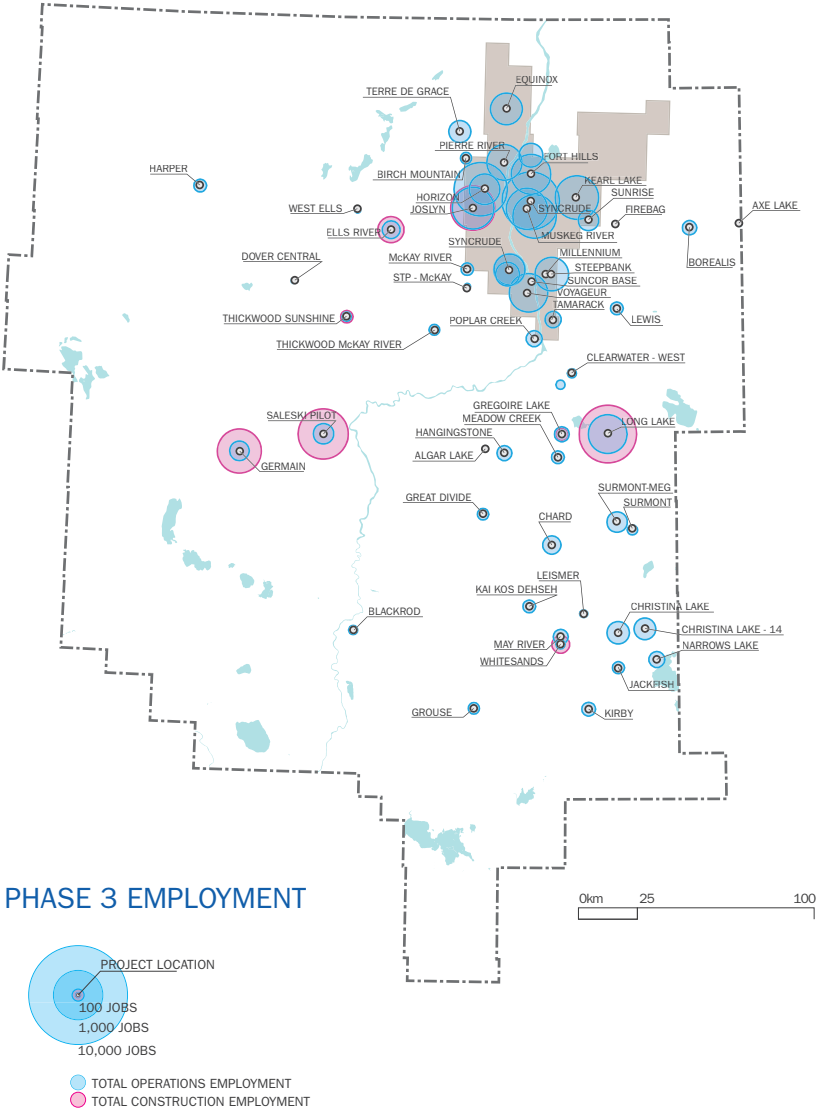 EQUINOX
TERRE DE GRACE
PIERRE RIVER
FORT HILLS
HARPER
BIRCH MOUNTAIN
KEARL LAKE
HORIZON
SUNRISE
WEST ELLS
JOSLYN
SYNCRUDE
FIREBAG
AXE LAKE
ELLS RIVER
MUSKEG RIVER
SYNCRUDE
MILLENNIUM
DOVER CENTRAL
McKAY RIVER
STEEPBANK
BOREALIS
STP - McKAY
SUNCOR BASE
VOYAGEUR
TAMARACK
THICKWOOD SUNSHINE
POPLAR CREEK
LEWIS
THICKWOOD McKAY RIVER
CLEARWATER - WEST
GREGOIRE LAKE
SALESKI PILOT
MEADOW CREEK
LONG LAKE
HANGINGSTONE
ALGAR LAKE
GERMAIN
SURMONT-MEG
GREAT DIVIDE
SURMONT
CHARD
LEISMER
KAI KOS DEHSEH
BLACKROD
CHRISTINA LAKE
CHRISTINA LAKE - 14
MAY RIVER
NARROWS LAKE
WHITESANDS
JACKFISH
GROUSE
KIRBY
PHASE 3 EMPLOYMENT
0km 25 100
PROJECT LOCATION
100 JOBS
1,000 JOBS
10,000 JOBS
TOTAL OPERATIONS EMPLOYMENT
TOTAL CONSTRUCTION EMPLOYMENT